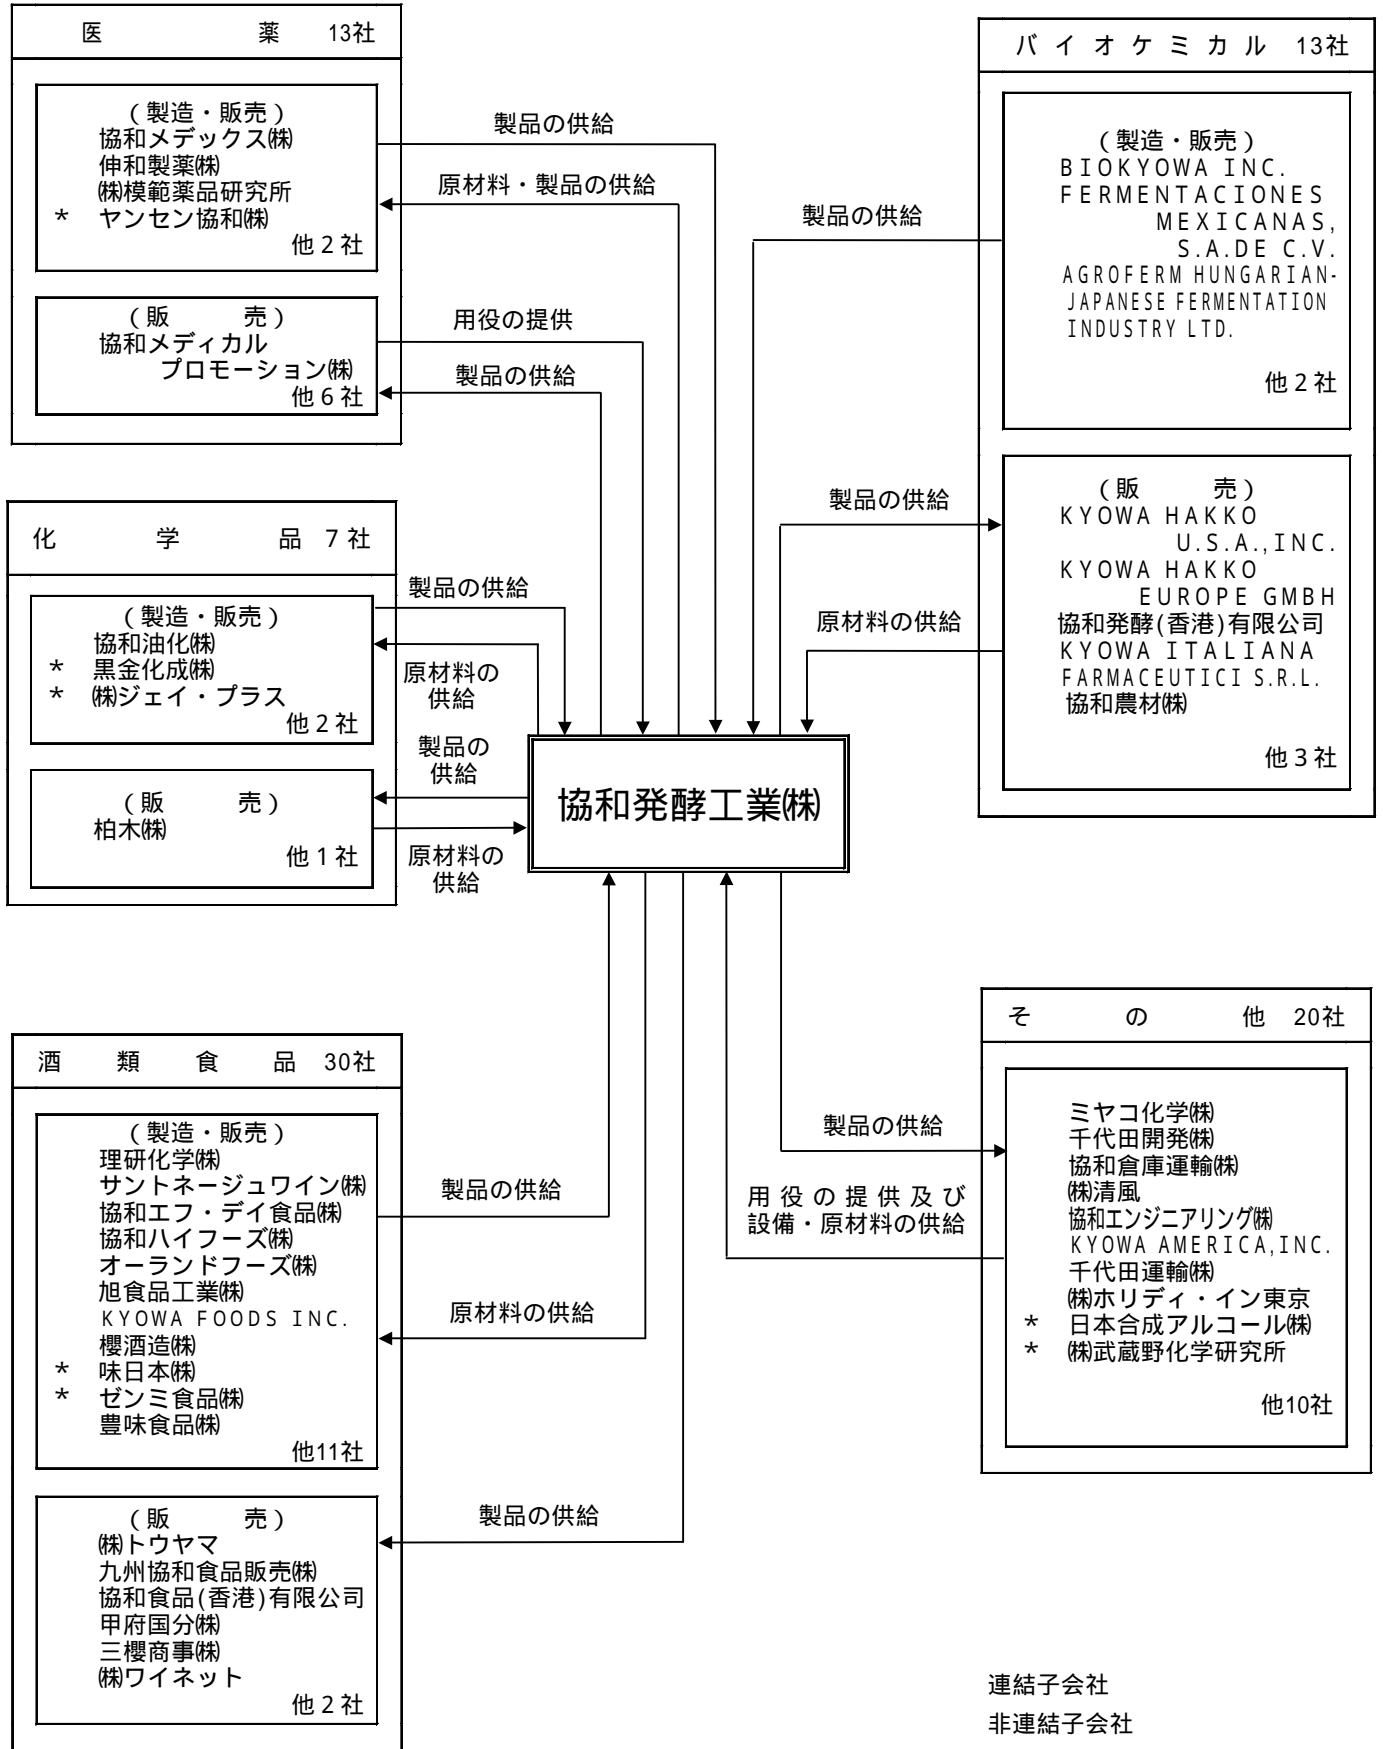 医 薬 13社
(製造・販売)
協和メデックス㈱
伸和製薬㈱
㈱模範薬品研究所
* ヤンセン協和㈱
他2社
(販 売)
協和メディカル
プロモーション㈱
他6社
製品の供給
原材料・製品の供給
用役の提供
製品の供給
バイオケミカル 13社
(製造・販売)
BIOKYOWA INC.
FERMENTACIONES
MEXICANAS,
S.A.DE C.V.
AGROFERM HUNGARIAN-
JAPANESE FERMENTATION
INDUSTRY LTD.
他2社
(販 売)
KYOWA HAKKO
U.S.A.,INC.
KYOWA HAKKO
EUROPE GMBH
協和発酵(香港)有限公司
KYOWA ITALIANA
FARMACEUTICI S.R.L.
協和農材㈱
他3社
製品の供給
製品の供給
原材料の供給
化 学 品 7社
(製造・販売)
協和油化㈱
* 黒金化成㈱
* ㈱ジェイ・プラス
他2社
(販 売)
柏木㈱
他1社
製品の供給
原材料の
供給
製品の
供給
原材料の
供給
協和発酵工業㈱
酒類食品 30社
(製造・販売)
理研化学㈱
サントネージュワイン㈱
協和エフ・デイ食品㈱
協和ハイフーズ㈱
オーランドフーズ㈱
旭食品工業㈱
KYOWA FOODS INC.
櫻酒造㈱
* 味日本㈱
* ゼンミ食品㈱
豊味食品㈱
他11社
(販 売)
㈱トウヤマ
九州協和食品販売㈱
協和食品(香港)有限公司
甲府国分㈱
三櫻商事㈱
㈱ワイネット
他2社
製品の供給
原材料の供給
製品の供給
その他 20社
ミヤコ化学㈱
千代田開発㈱
協和倉庫運輸㈱
㈱清風
協和エンジニアリング㈱
KYOWA AMERICA,INC.
千代田運輸㈱
㈱ホリディ・イン東京
* 日本合成アルコール㈱
* ㈱武蔵野化学研究所
他10社
製品の供給
用役の提供及び
設備・原材料の供給
連結子会社
非連結子会社